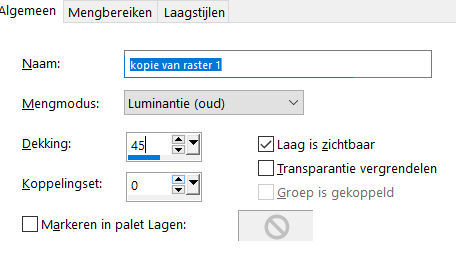 Algemeen Mengbereiken Laagstijlen
Naam: kopie van raster 1
Mengmodus: Luminantie (oud)
Dekking: 45 Laag is zichtbaar
Transparantie vergrendelen
Koppelingset: 0 Groep is gekoppeld
Markeren in palet Lagen: